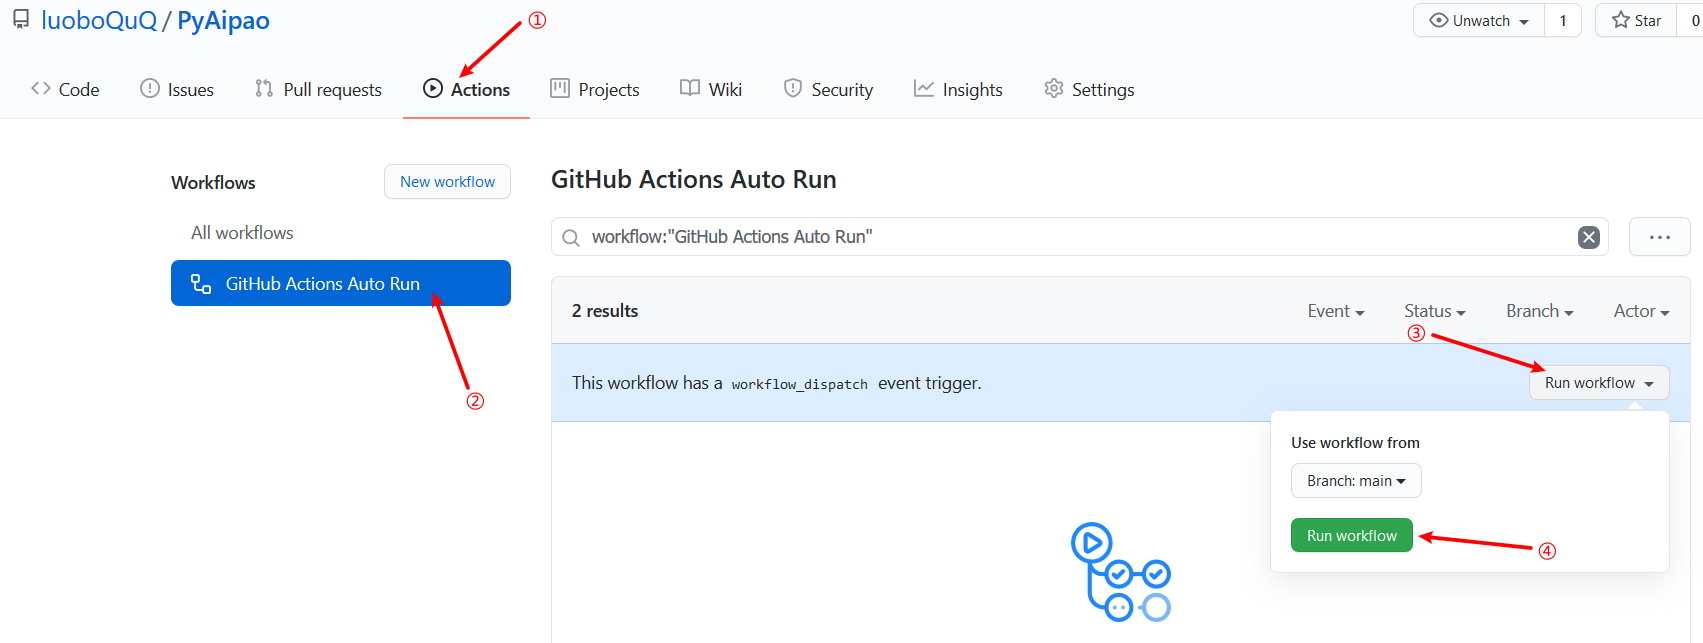 luoboQuQ / PyAipao
①
Unwatch 1 Star 0
Code Issues Pull requests Actions Projects Wiki Security Insights Settings
Workflows
New workflow
All workflows
GitHub Actions Auto Run
②
GitHub Actions Auto Run
workflow:"GitHub Actions Auto Run"
2 results
Event Status Branch Actor
③
This workflow has a workflow_dispatch event trigger.
Run workflow
Use workflow from
Branch: main
Run workflow
④